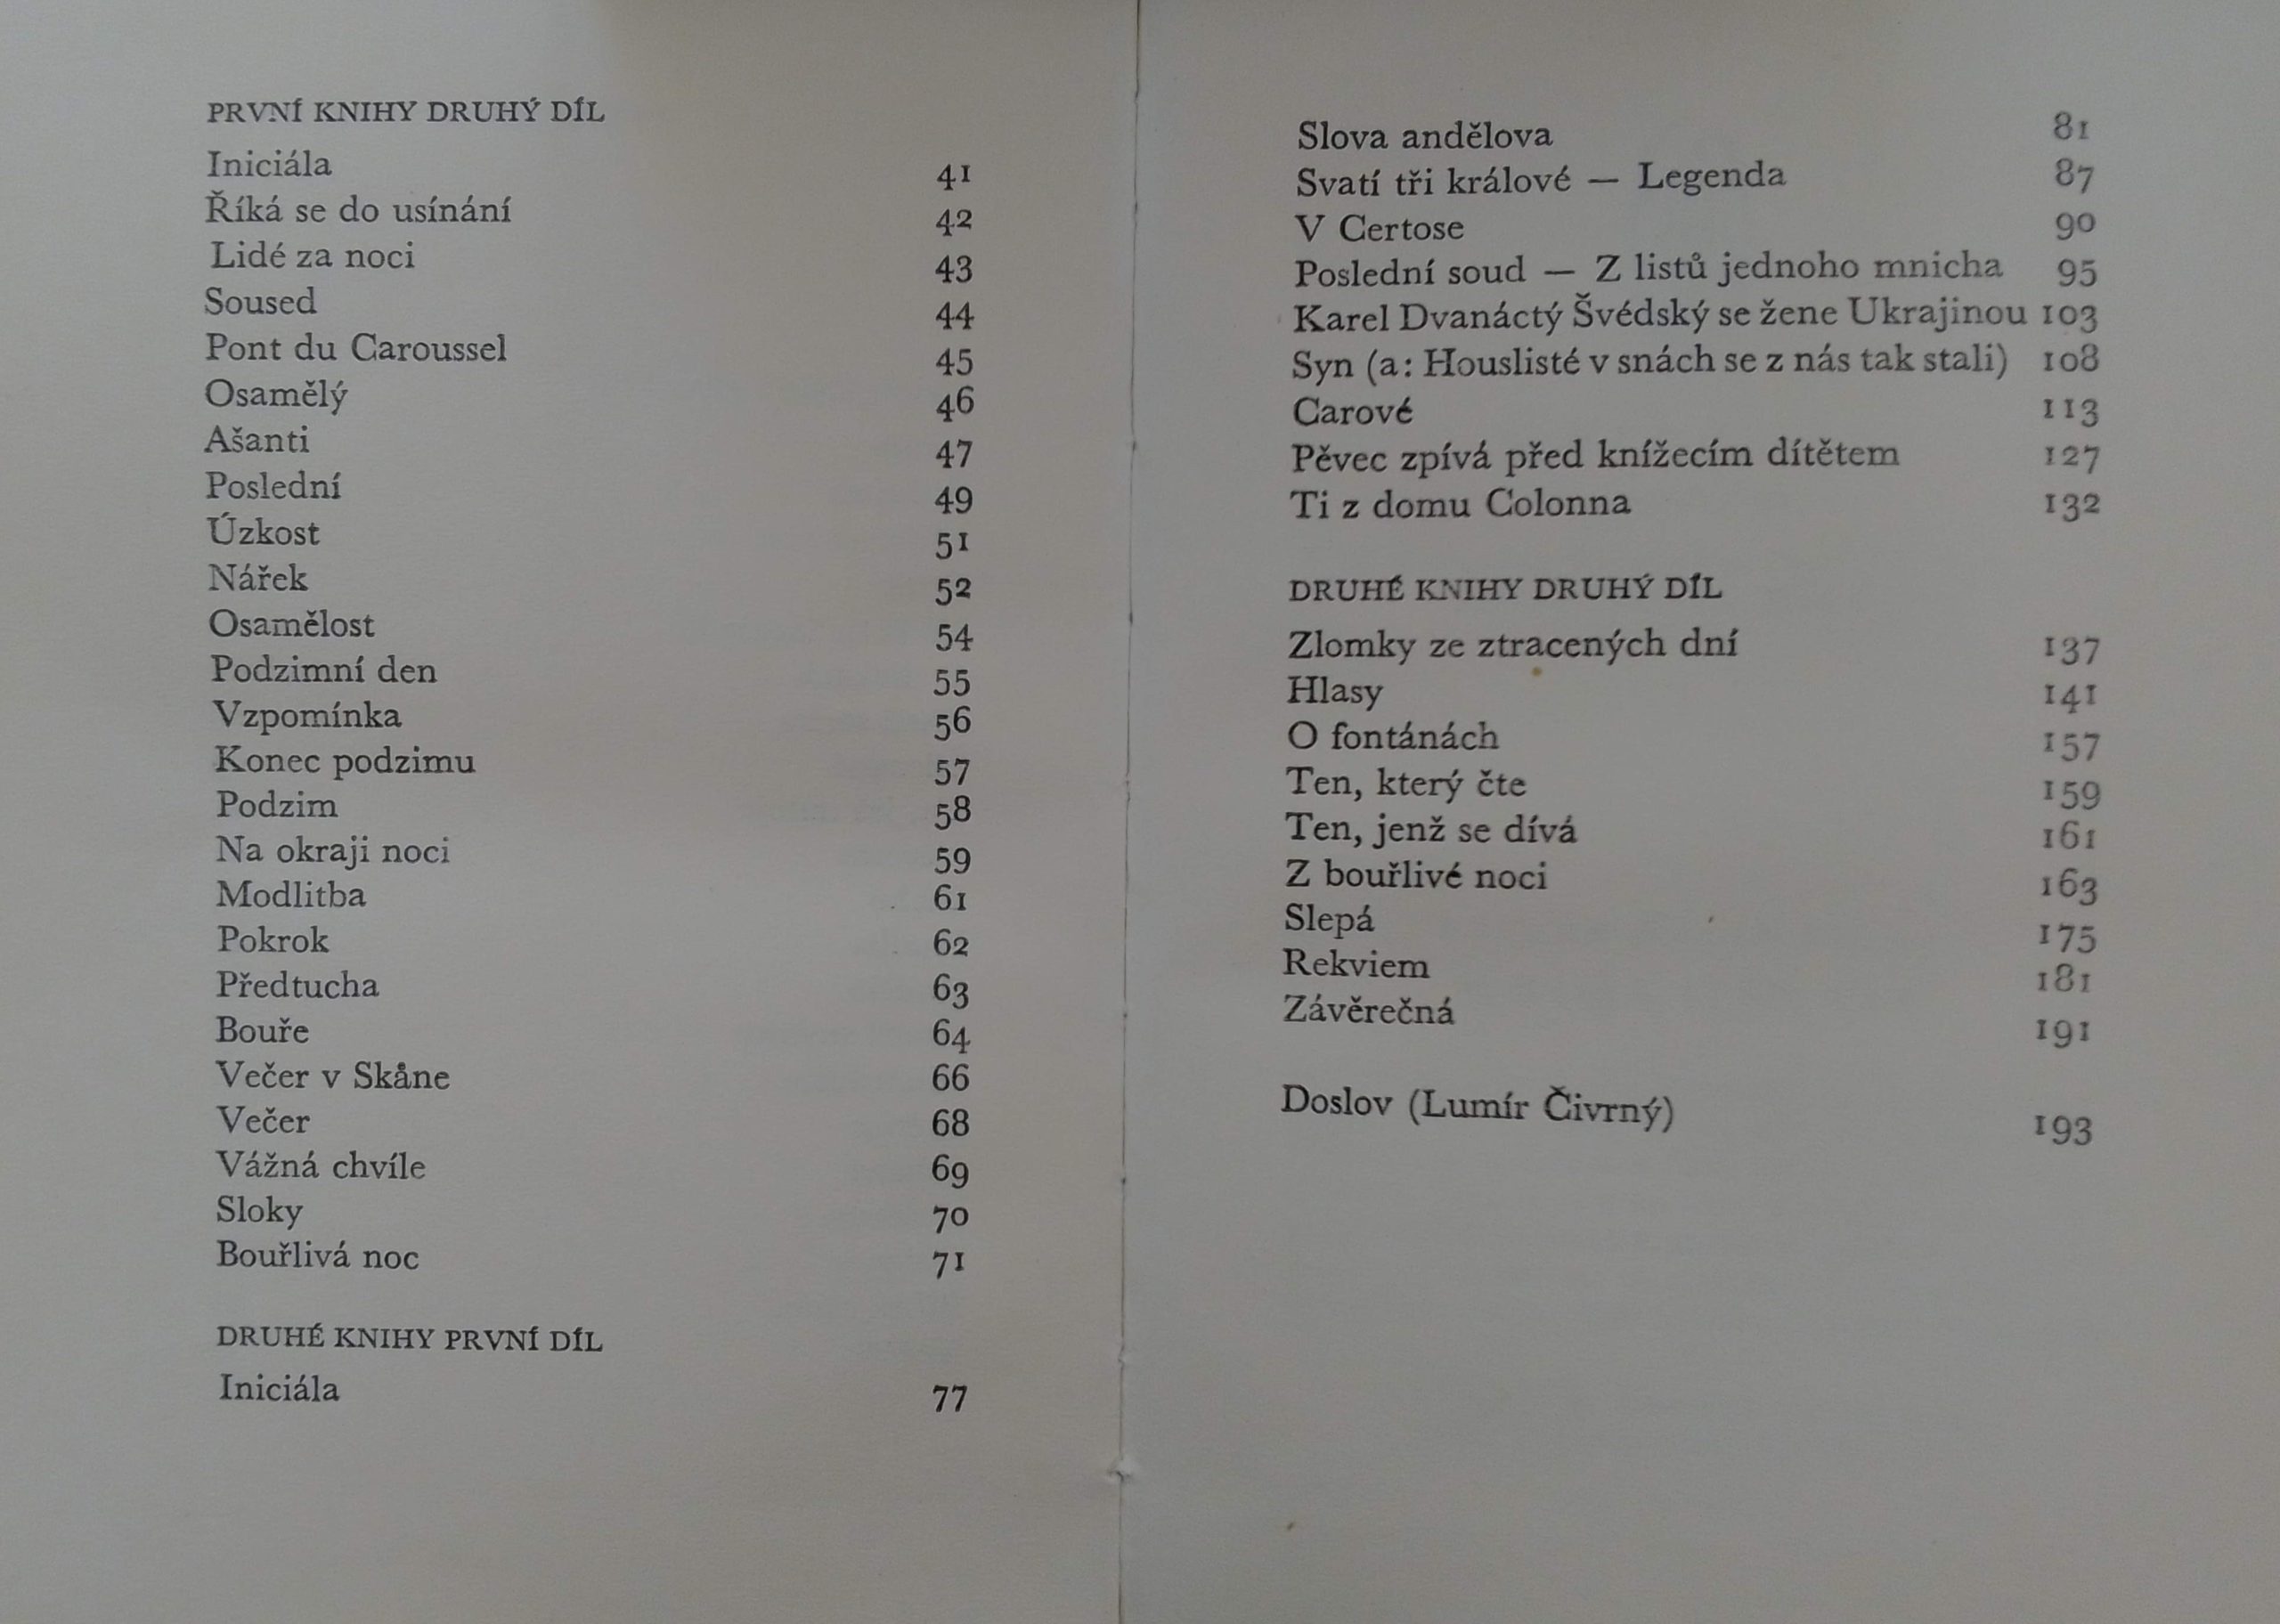 PRVNÍ KNIHY DRUHÝ DÍL
Iniciála 41
Říká se do usínání 42
Lidé za noci 43
Soused 44
Pont du Caroussel 45
Osamělý 46
Ašanti 47
Poslední 49
Úzkost 51
Nářek 52
Osamělost 54
Podzimní den 55
Vzpomínka 56
Konec podzimu 57
Podzim 58
Na okraji noci 59
Modlitba 61
Pokrok 62
Předtucha 63
Bouře 64
Večer v Skåne 66
Večer 68
Vážná chvíle 69
Sloky 70
Bouřlivá noc 71
DRUHÉ KNIHY PRVNÍ DÍL
Iniciála 77
Slova andělova 81
Svatí tři králové — Legenda 87
V Certose 90
Poslední soud — Z listů jednoho mnicha 95
Karel Dvanáctý Švédský se žene Ukrajinou 103
Syn (a: Houslisté v snách se z nás tak stali) 108
Carové 113
Pěvec zpívá před knížecím dítětem 127
Ti z domu Colonna 132
DRUHÉ KNIHY DRUHÝ DÍL
Zlomky ze ztracených dní 137
Hlasy 141
O fontánách 157
Ten, který čte 159
Ten, jenž se dívá 161
Z bouřlivé noci 163
Slepá 175
Rekviem 181
Závěrečná 191
Doslov (Lumír Čivrný) 193